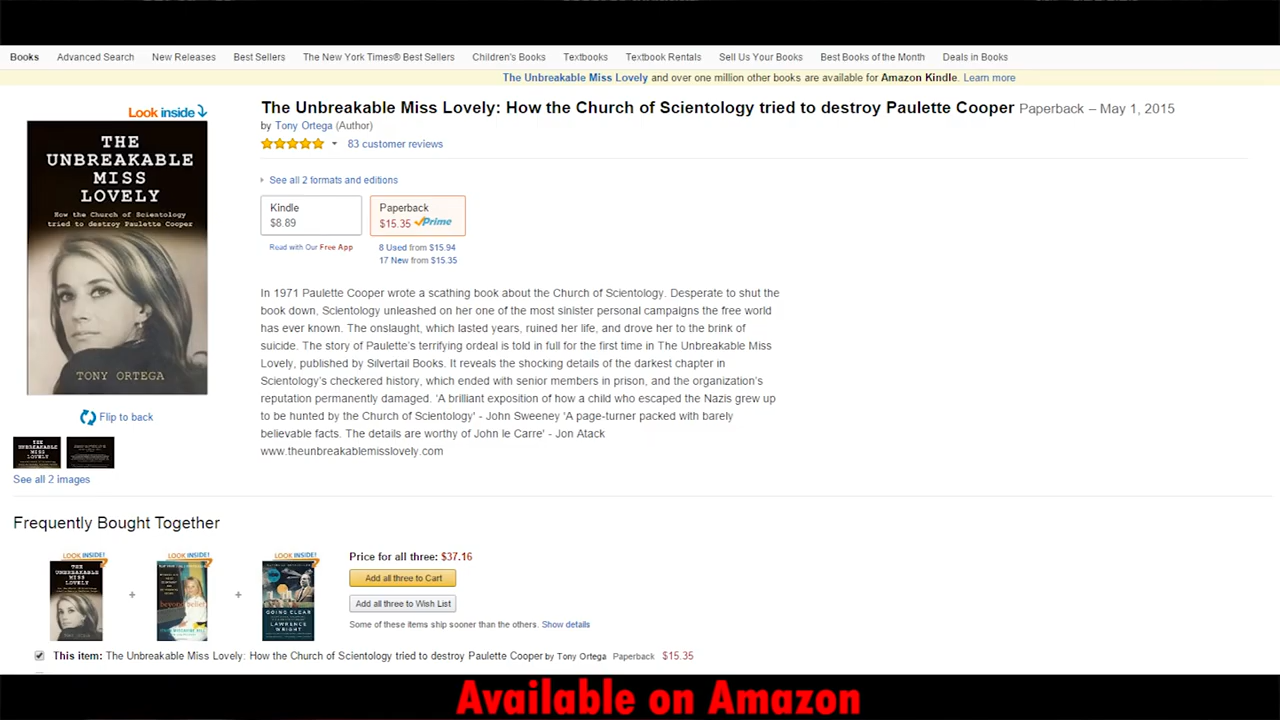 Books Advanced Search New Releases Best Sellers The New York Times® Best Sellers Children's Books Textbooks Textbook Rentals Sell Us Your Books Best Books of the Month Deals in Books
The Unbreakable Miss Lovely and over one million other books are available for Amazon Kindle. Learn more
Look inside
THE
UNBREAKABLE
MISS
LOVELY
How the Church of Scientology
tried to destroy Paulette Cooper
TONY ORTEGA
Flip to back
THE
UNBREAKABLE
MISS
LOVELY
See all 2 images
The Unbreakable Miss Lovely: How the Church of Scientology tried to destroy Paulette Cooper Paperback – May 1, 2015
by Tony Ortega (Author)
83 customer reviews
See all 2 formats and editions
Kindle
$8.89
Read with Our Free App
Paperback
$15.35 Prime
8 Used from $15.94
17 New from $15.35
In 1971 Paulette Cooper wrote a scathing book about the Church of Scientology. Desperate to shut the
book down, Scientology unleashed on her one of the most sinister personal campaigns the free world
has ever known. The onslaught, which lasted years, ruined her life, and drove her to the brink of
suicide. The story of Paulette's terrifying ordeal is told in full for the first time in The Unbreakable Miss
Lovely, published by Silvertail Books. It reveals the shocking details of the darkest chapter in
Scientology's checkered history, which ended with senior members in prison, and the organization's
reputation permanently damaged. 'A brilliant exposition of how a child who escaped the Nazis grew up
to be hunted by the Church of Scientology' - John Sweeney 'A page-turner packed with barely
believable facts. The details are worthy of John le Carre' - Jon Atack
www.theunbreakablemisslovely.com
Frequently Bought Together
LOOK INSIDE!
THE
UNBREAKABLE
MISS
LOVELY
+
LOOK INSIDE!
beyond belief
+
LOOK INSIDE!
GOING CLEAR
LAWRENCE
WRIGHT
Price for all three: $37.16
Add all three to Cart
Add all three to Wish List
Some of these items ship sooner than the others. Show details
This item: The Unbreakable Miss Lovely: How the Church of Scientology tried to destroy Paulette Cooper by Tony Ortega Paperback $15.35
Available on Amazon